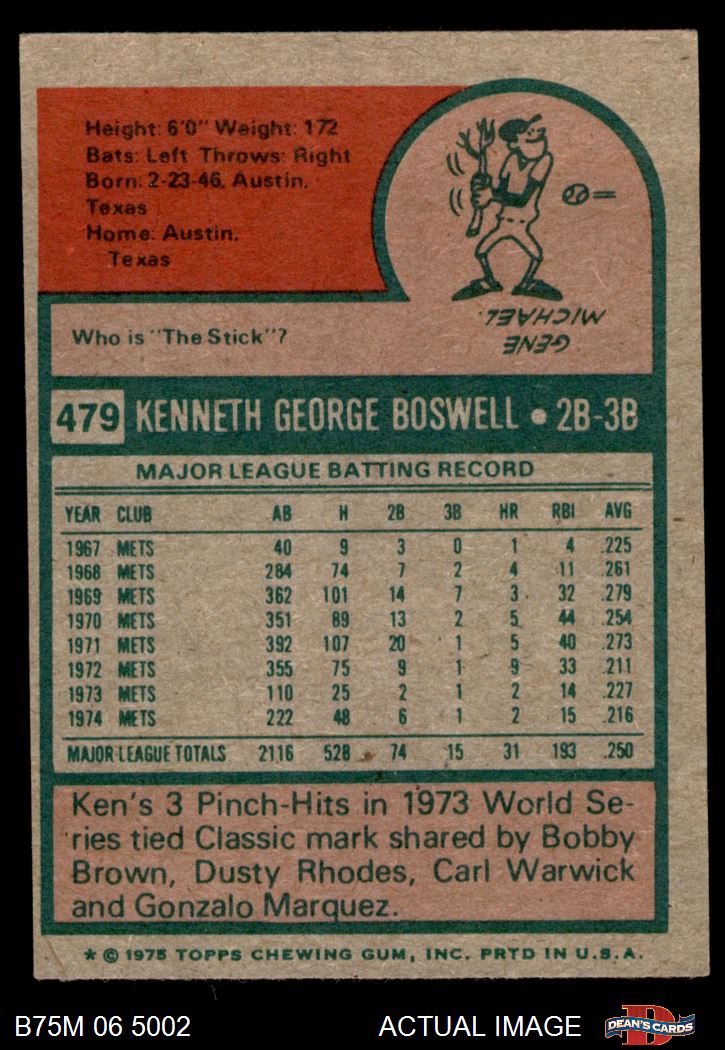 Height: 6'0" Weight: 172
Bats: Left Throws: Right
Born: 2-23-46, Austin,
Texas
Home: Austin,
Texas
Who is "The Stick"?
GENE
MICHAEL.
479 KENNETH GEORGE BOSWELL • 2B-3B
MAJOR LEAGUE BATTING RECORD
YEAR CLUB AB H 2B 3B HR RBI AVG
1967 METS 40 9 3 0 1 4 .225
1968 METS 284 74 7 2 4 11 .261
1969 METS 362 101 14 7 3 32 .279
1970 METS 351 89 13 2 5 44 .254
1971 METS 392 107 20 1 5 40 .273
1972 METS 355 75 9 1 9 33 .211
1973 METS 110 25 2 1 2 14 .227
1974 METS 222 48 6 1 2 15 .216
MAJOR LEAGUE TOTALS 2116 528 74 15 31 193 .250
Ken's 3 Pinch-Hits in 1973 World Se-
ries tied Classic mark shared by Bobby
Brown, Dusty Rhodes, Carl Warwick
and Gonzalo Marquez.
* © 1975 TOPPS CHEWING GUM, INC. PRTD IN U.S.A.
B75M 06 5002 ACTUAL IMAGE D DEAN'S CARDS